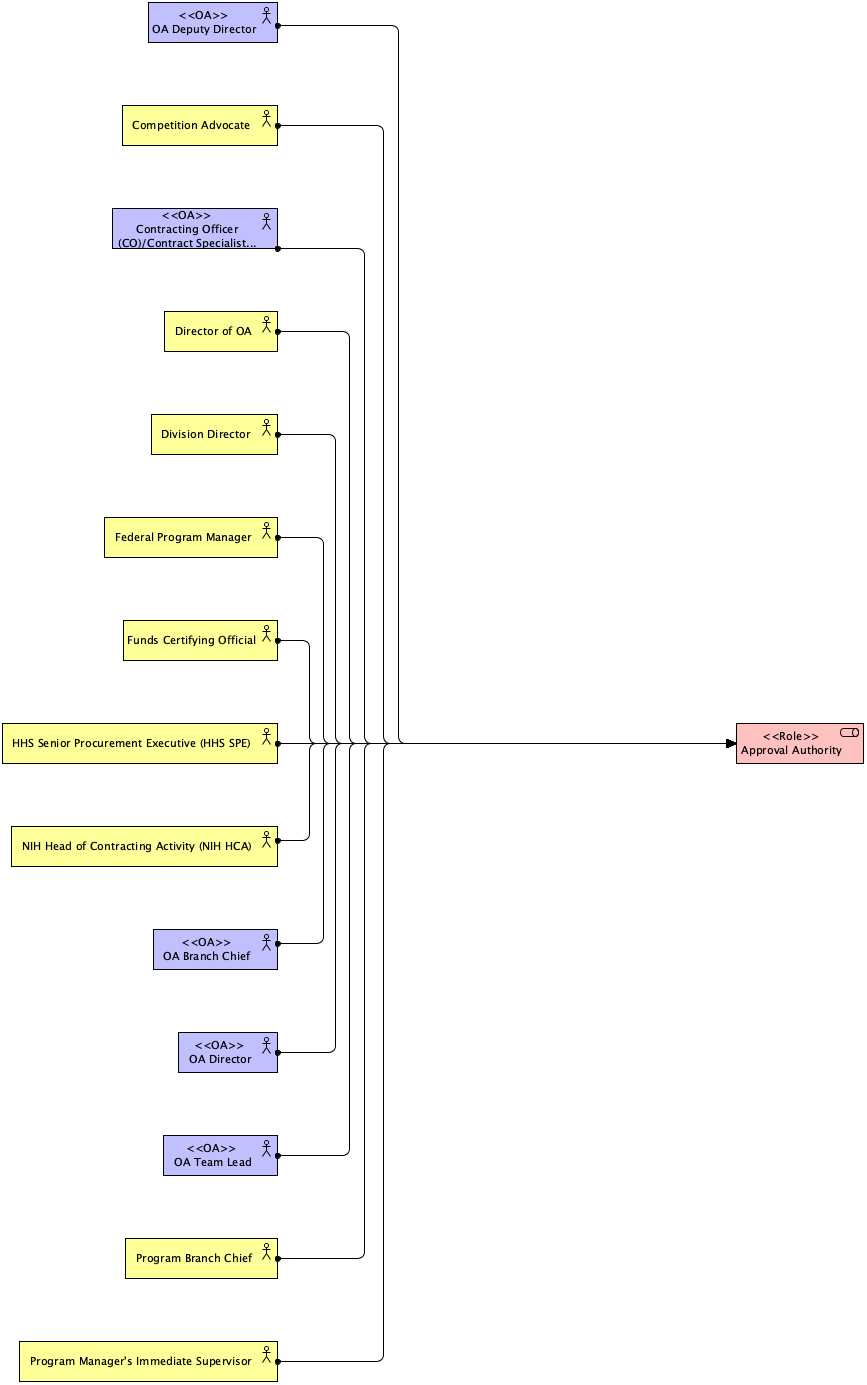 <<OA>>
OA Deputy Director
Competition Advocate
<<OA>>
Contracting Officer
(CO)/Contract Specialist...
Director of OA
Division Director
Federal Program Manager
Funds Certifying Official
HHS Senior Procurement Executive (HHS SPE)
<<Role>>
Approval Authority
NIH Head of Contracting Activity (NIH HCA)
<<OA>>
OA Branch Chief
<<OA>>
OA Director
<<OA>>
OA Team Lead
Program Branch Chief
Program Manager's Immediate Supervisor